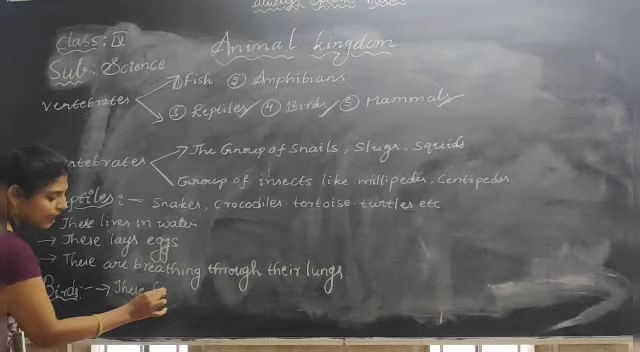 Class: IV
Animal kingdom
Sub: Science
Vertebrates
① Fish ② Amphibians
③ Reptiles ④ Birds ⑤ Mammals
ntebrates
→ The Group of Snails, Slugs, Squids
Group of insects like millipedes, Centipedes
ptiles:- Snakes, Crocodiles. tortoise. turtles etc
These lives in water
→ These lays eggs
→ These are breathing through their lungs
Birds:- → These